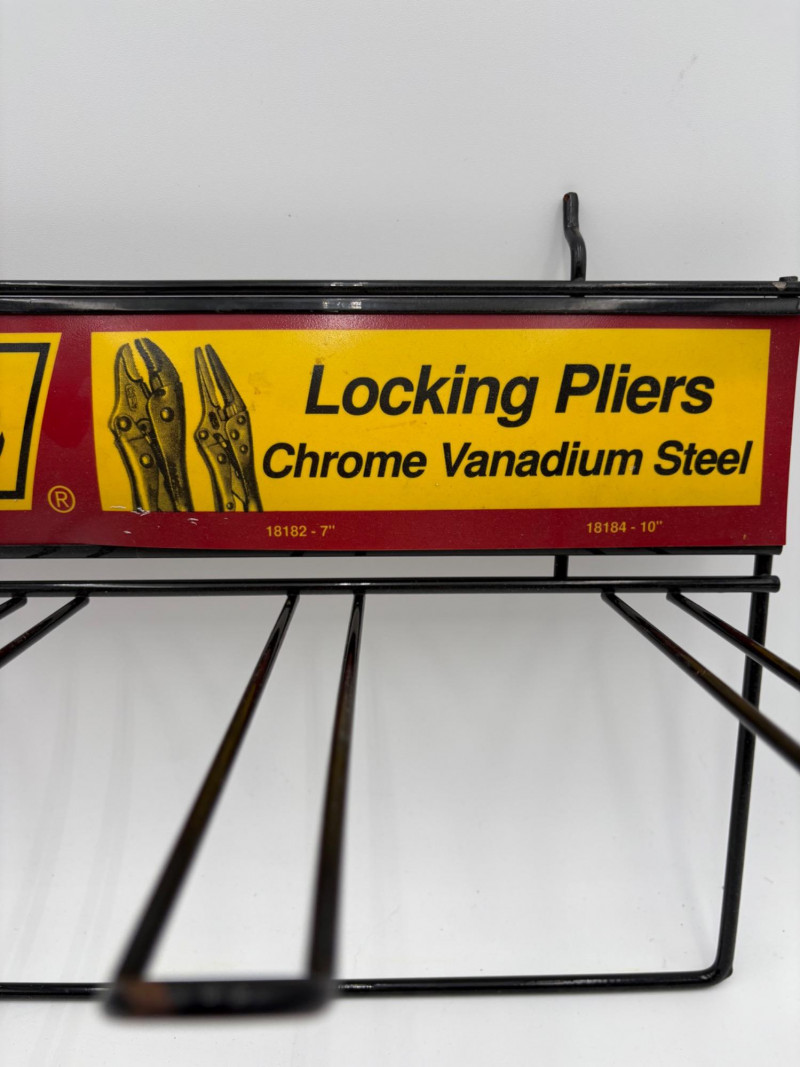 Locking Pliers
Chrome Vanadium Steel
®
18182 - 7"
18184 - 10"